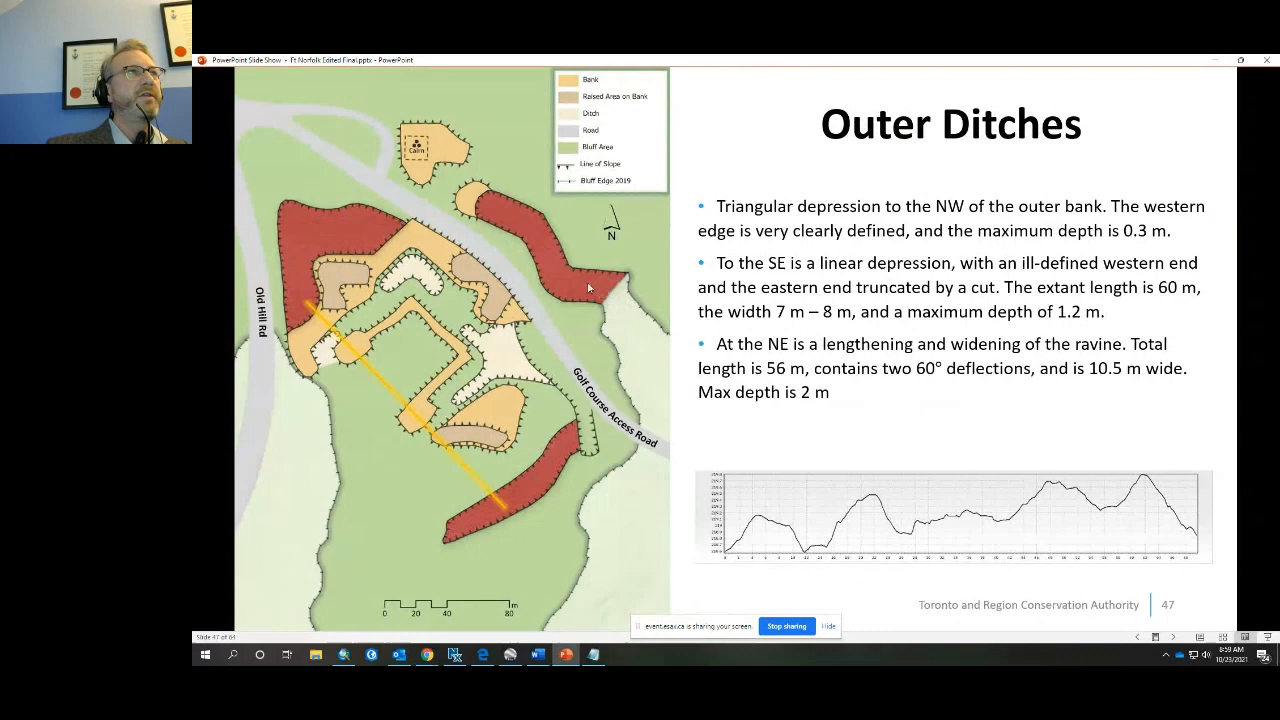 PowerPoint Slide Show - Ft Norfolk Edited Final.pptx - PowerPoint
Bank
Raised Area on Bank
Ditch
Road
Bluff Area
Line of Slope
Bluff Edge 2019
Cairn
N
Old Hill Rd
Golf Course Access Road
0 20 40 80 m
Outer Ditches
• Triangular depression to the NW of the outer bank. The western
edge is very clearly defined, and the maximum depth is 0.3 m.
• To the SE is a linear depression, with an ill-defined western end
and the eastern end truncated by a cut. The extant length is 60 m,
the width 7 m – 8 m, and a maximum depth of 1.2 m.
• At the NE is a lengthening and widening of the ravine. Total
length is 56 m, contains two 60° deflections, and is 10.5 m wide.
Max depth is 2 m
Toronto and Region Conservation Authority 47
event.esax.ca is sharing your screen. Stop sharing Hide
Slide 47 of 64
8:59 AM
10/23/2021